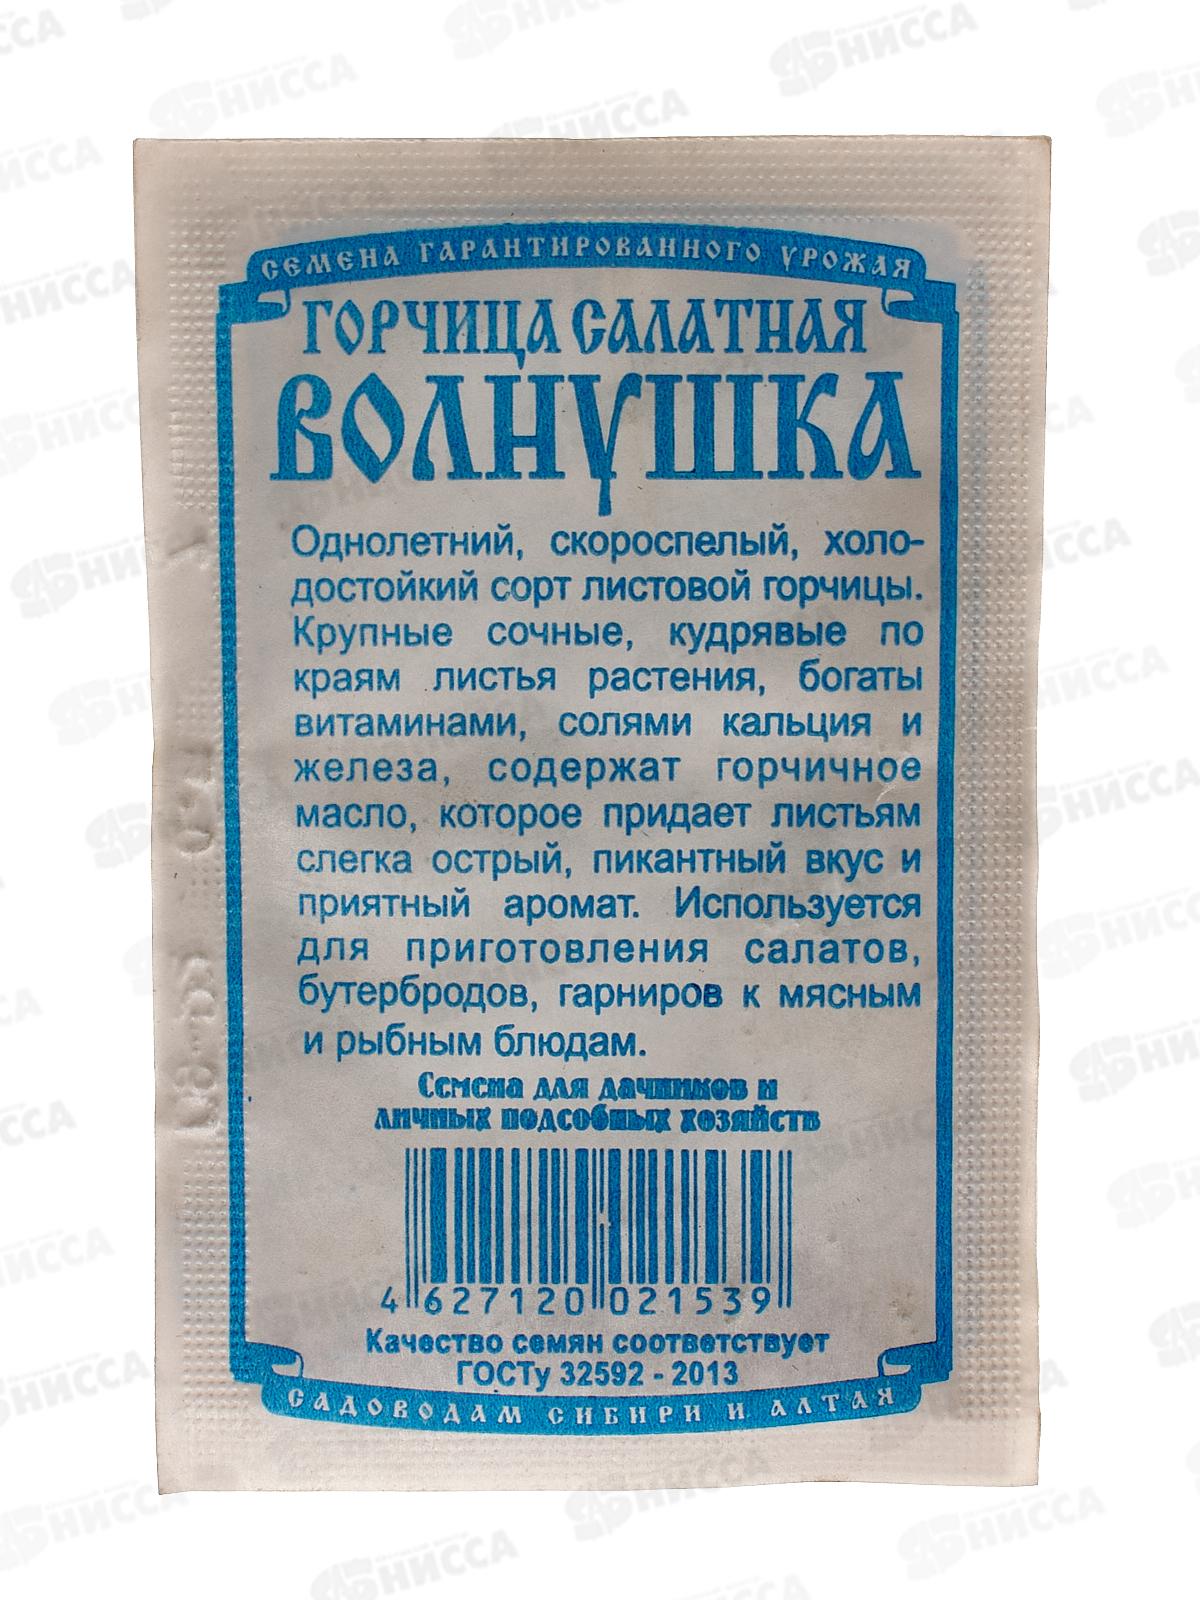 СЕМЕНА ГАРАНТИРОВАННОГО УРОЖАЯ
ГОРЧИЦА САЛАТНАЯ
ВОЛНУШКА
Однолетний, скороспелый, холо-
достойкий сорт листовой горчицы.
Крупные сочные, кудрявые по
краям листья растения, богаты
витаминами, солями кальция и
железа, содержат горчичное
масло, которое придает листьям
слегка острый, пикантный вкус и
приятный аромат. Используется
для приготовления салатов,
бутербродов, гарниров к мясным
и рыбным блюдам.
Семена для дачников и
личных подсобных хозяйств
4 627120 021539
Качество семян соответствует
ГОСТу 32592 - 2013
САДОВОДАМ СИБИРИ И АЛТАЯ